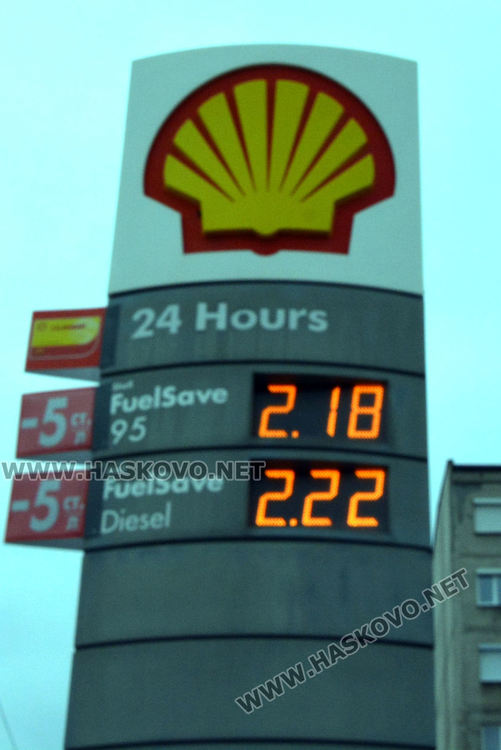 24 Hours
Shell
FuelSave
95
2.18
-5 СТ.
Л
FuelSave
Diesel
2.22
-5 СТ.
Л
WWW.HASKOVO.NET
WWW.HASKOVO.NET